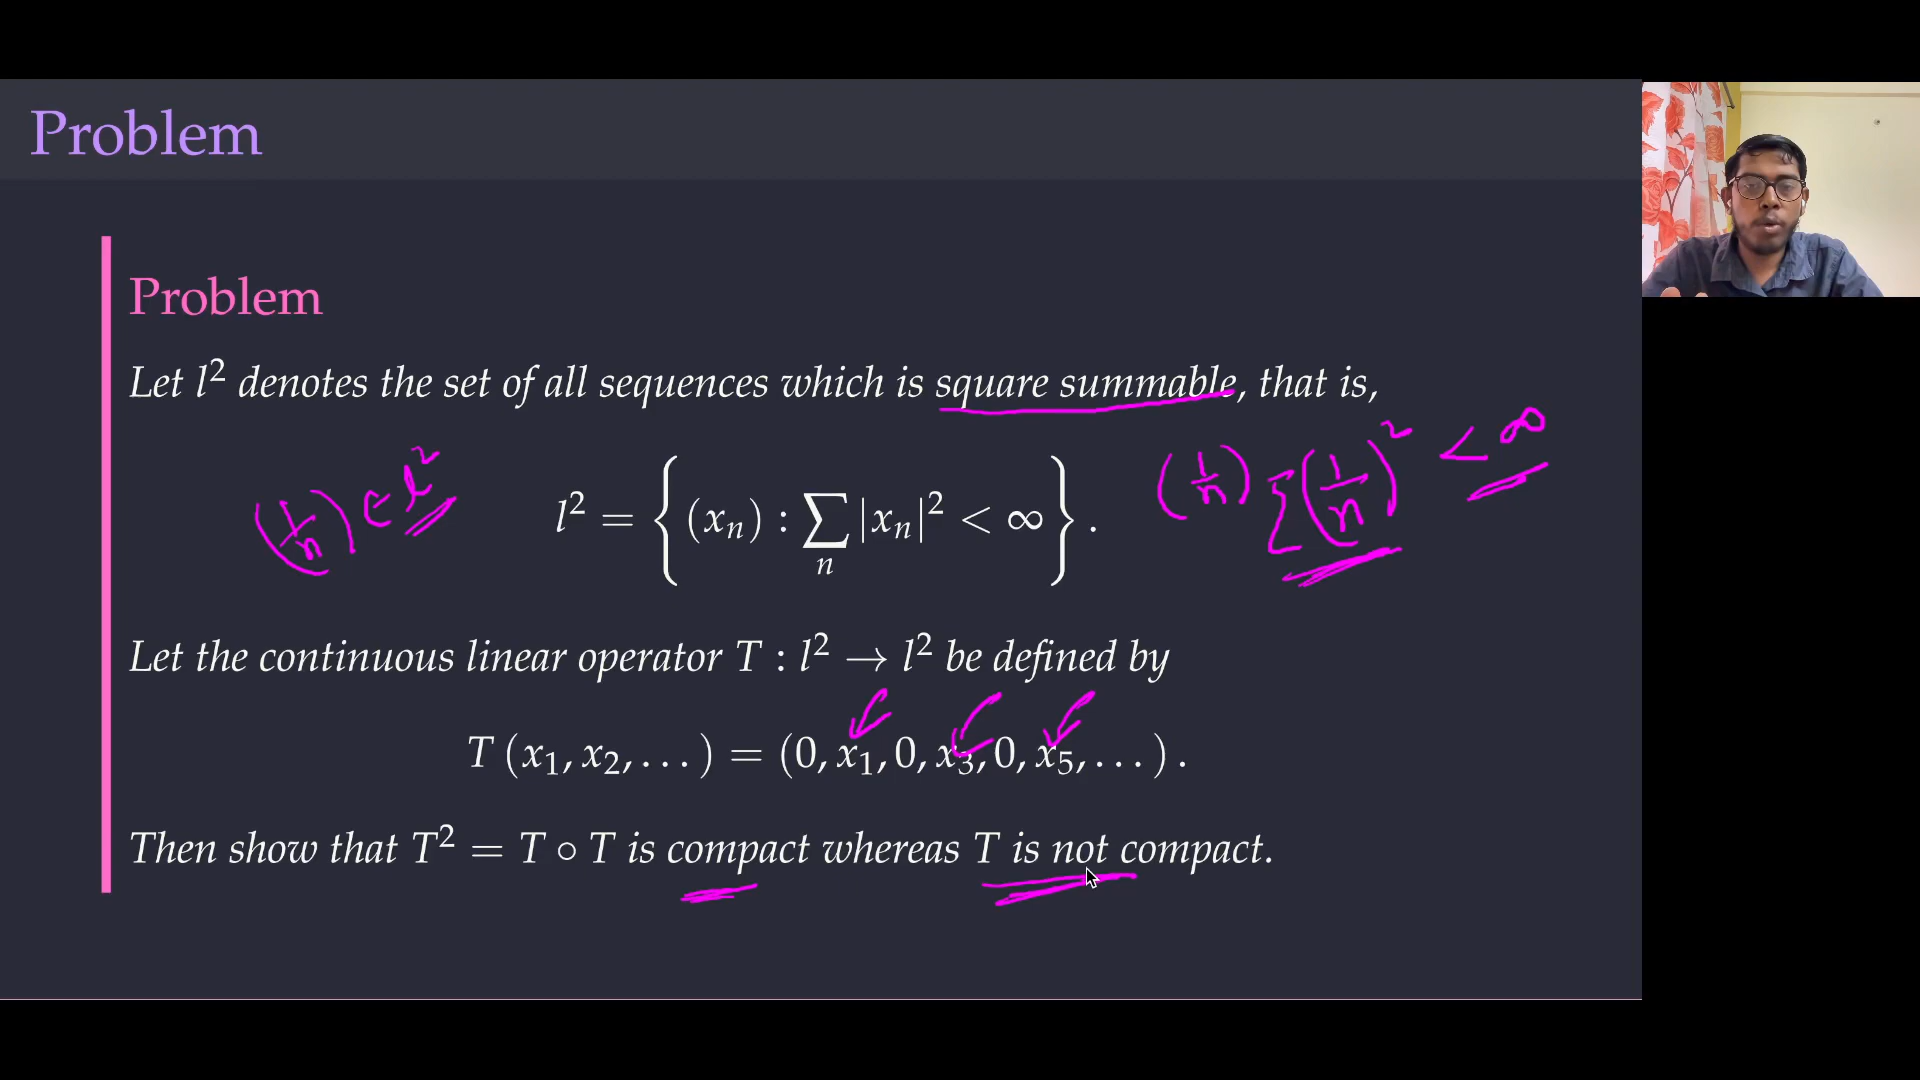 Problem
Problem
Let l² denotes the set of all sequences which is square summable, that is,
(1/n) ∈ l²
l² = { (xₙ) : ∑ₙ |xₙ|² < ∞ } .
(1/n) ∑ (1/n)² < ∞
Let the continuous linear operator T : l² → l² be defined by
T (x₁, x₂, . . . ) = (0, x₁, 0, x₃, 0, x₅, . . . ) .
Then show that T² = T ∘ T is compact whereas T is not compact.